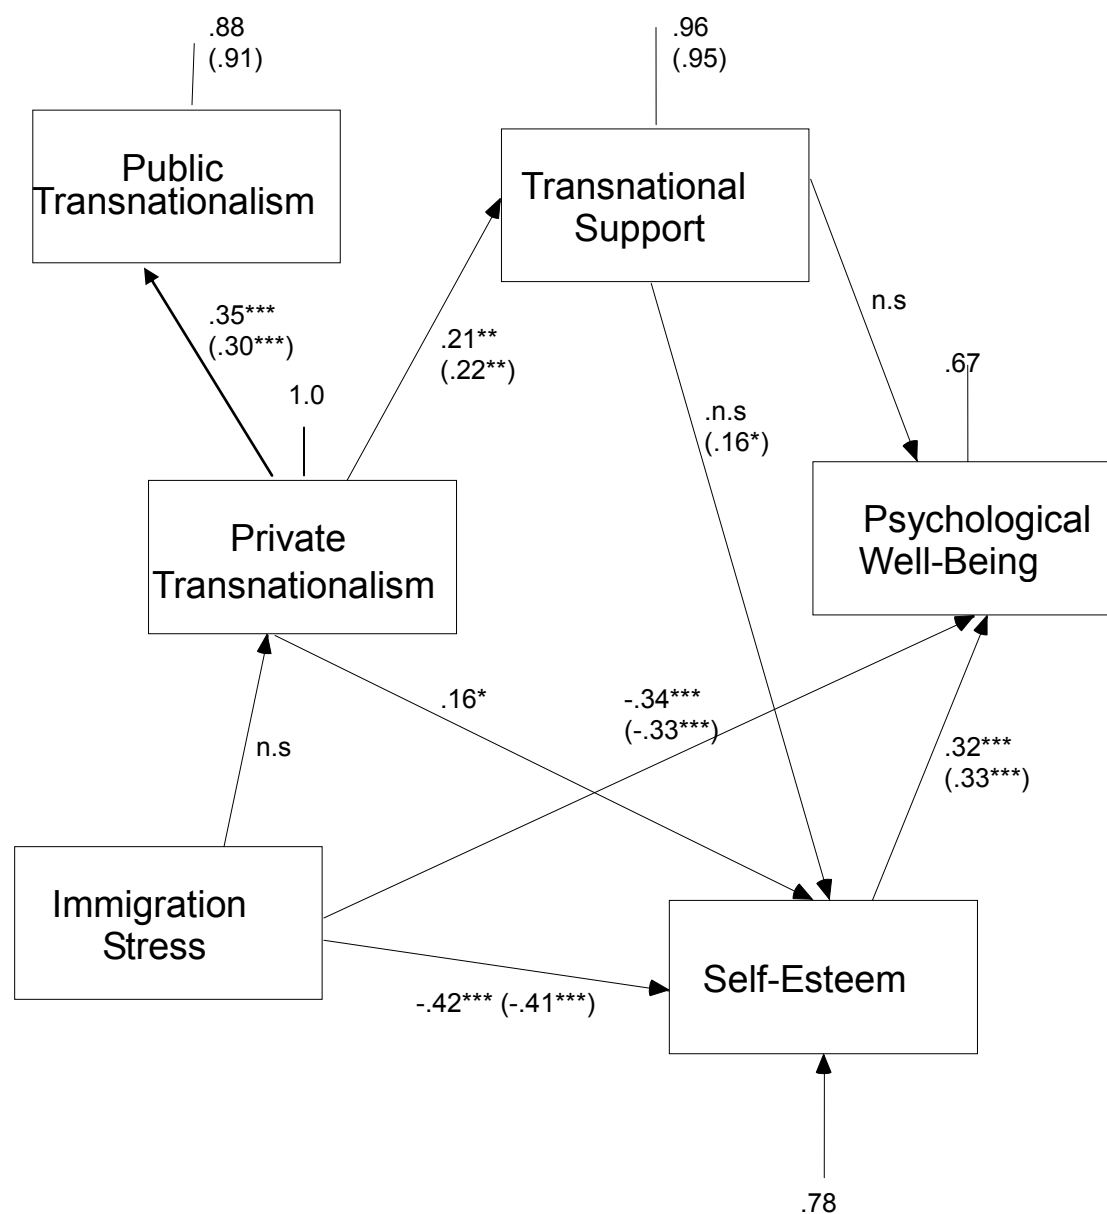 .88
(.91)
.96
(.95)
Public
Transnationalism
Transnational
Support
.35***
(.30***)
.21**
(.22**)
n.s
1.0
.67
.n.s
(.16*)
Private
Transnationalism
Psychological
Well-Being
.16*
-.34***
(-.33***)
n.s
.32***
(.33***)
Immigration
Stress
Self-Esteem
-.42*** (-.41***)
.78